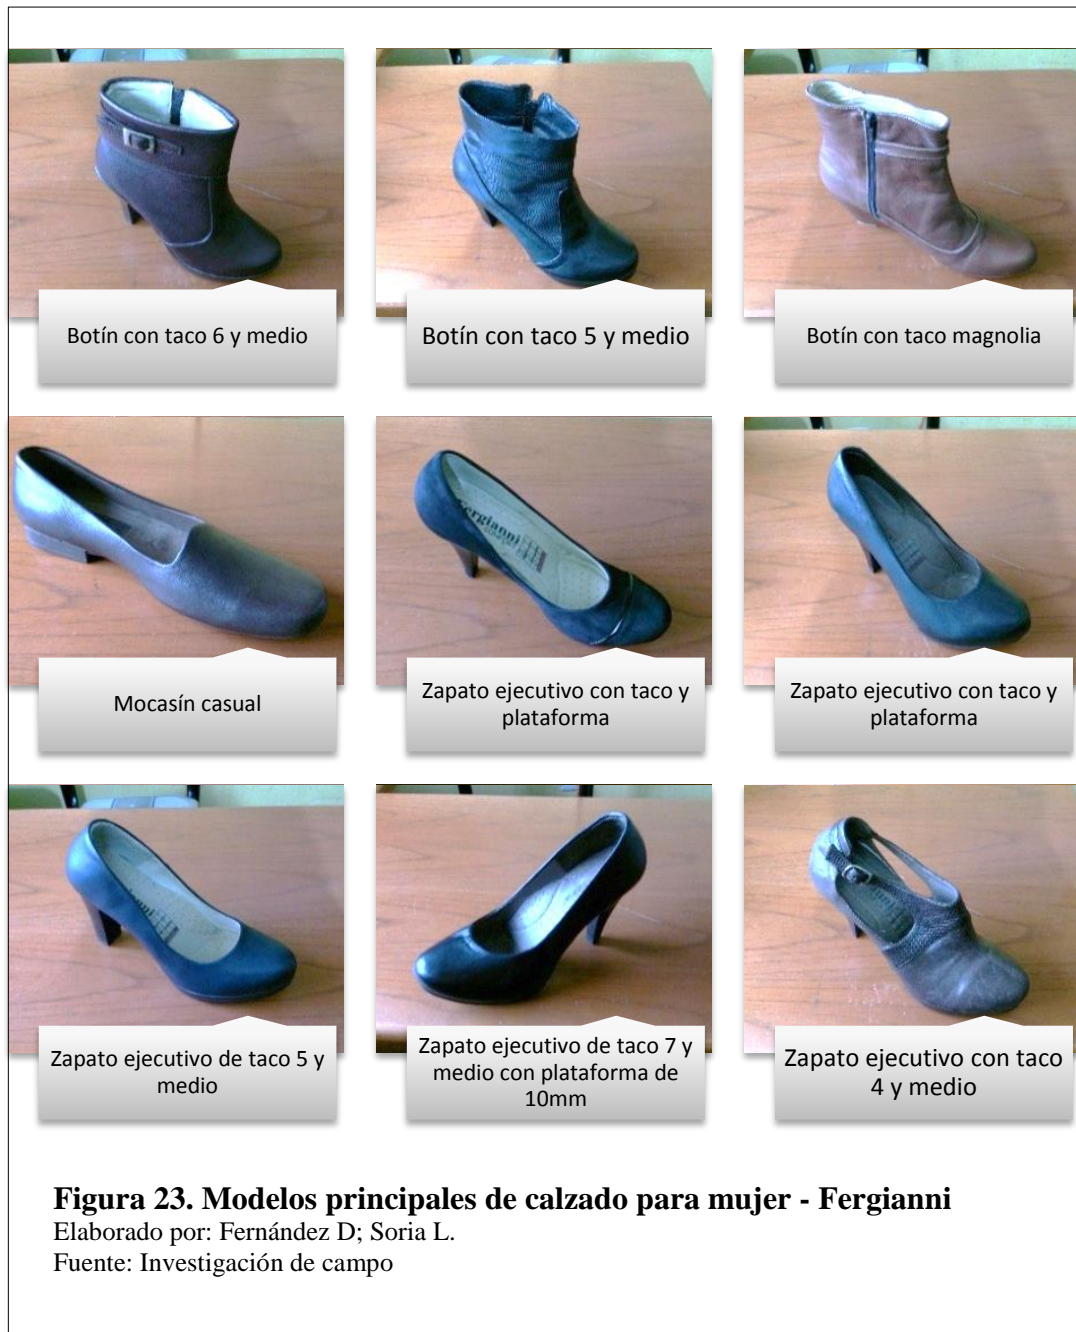 Botín con taco 6 y medio
Botín con taco 5 y medio
Botín con taco magnolia
Mocasín casual
Zapato ejecutivo con taco y
plataforma
Zapato ejecutivo con taco y
plataforma
Zapato ejecutivo de taco 5 y
medio
Zapato ejecutivo de taco 7 y
medio con plataforma de
10mm
Zapato ejecutivo con taco
4 y medio
Figura 23. Modelos principales de calzado para mujer - Fergianni
Elaborado por: Fernández D; Soria L.
Fuente: Investigación de campo